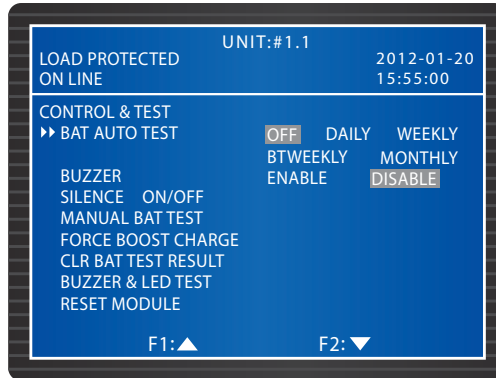 UNIT:#1.1
LOAD PROTECTED 2012-01-20
ON LINE 15:55:00
CONTROL & TEST
BAT AUTO TEST OFF DAILY WEEKLY
BTWEEKLY MONTHLY
BUZZER ENABLE DISABLE
SILENCE ON/OFF
MANUAL BAT TEST
FORCE BOOST CHARGE
CLR BAT TEST RESULT
BUZZER & LED TEST
RESET MODULE
F1:▲ F2:▼